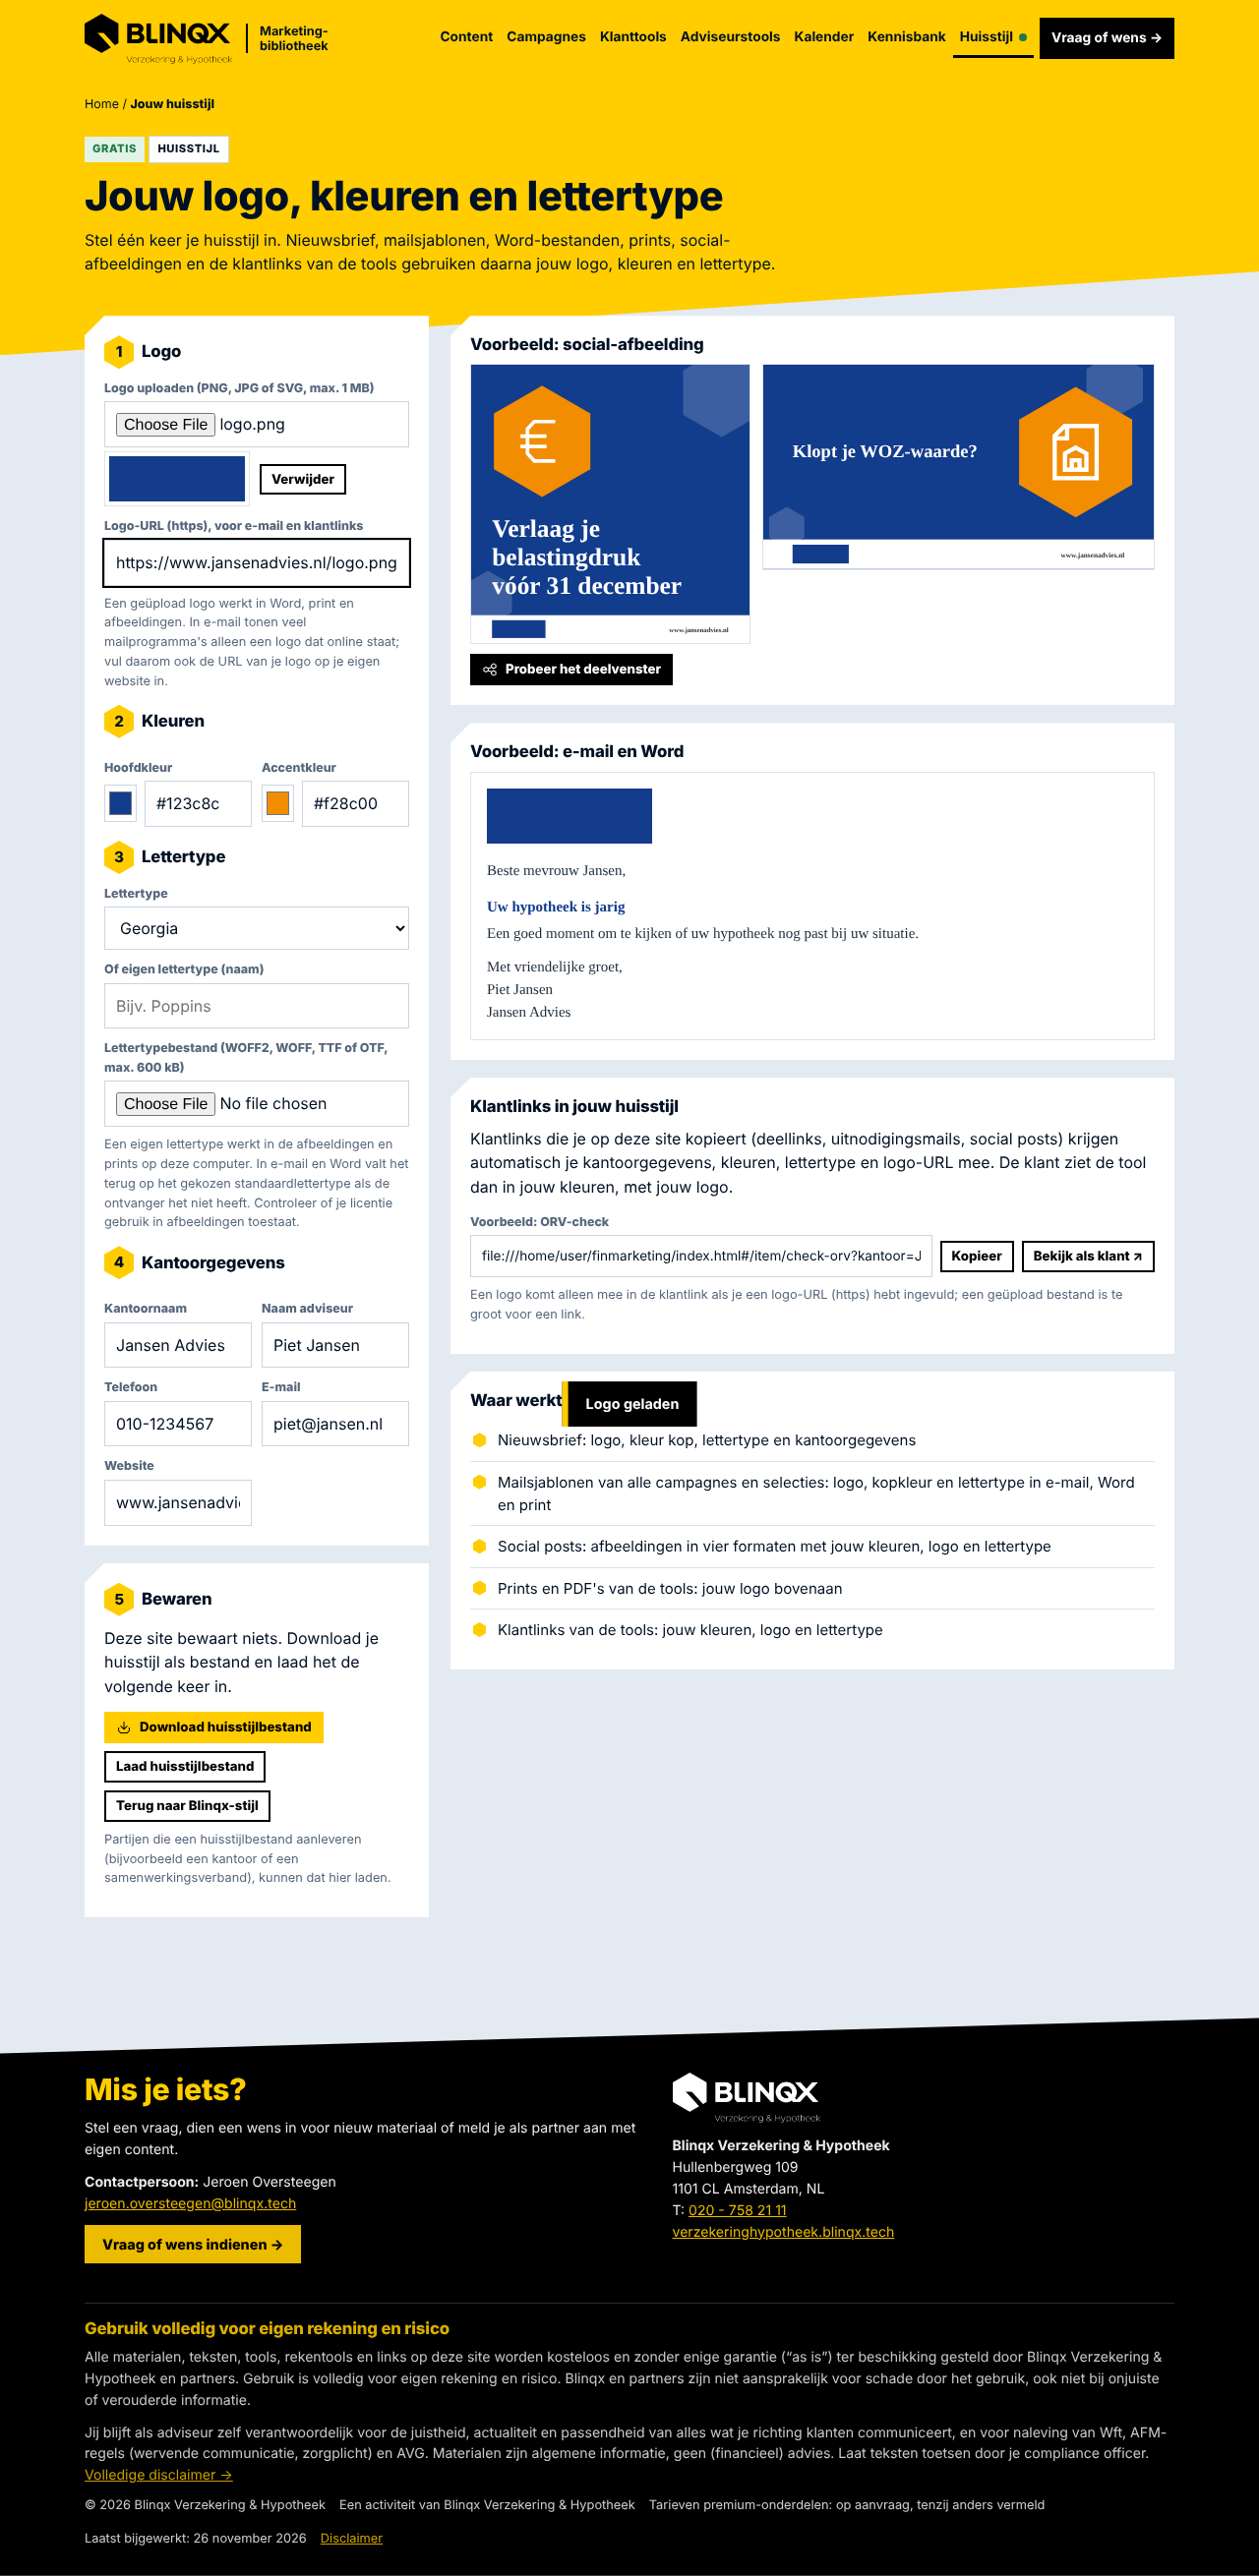 BLINQX
Verzekering & Hypotheek
Marketing-
bibliotheek
Content Campagnes Klanttools Adviseurstools Kalender Kennisbank Huisstijl Vraag of wens →
Home / Jouw huisstijl
GRATIS HUISSTIJL
Jouw logo, kleuren en lettertype
Stel één keer je huisstijl in. Nieuwsbrief, mailsjablonen, Word-bestanden, prints, social-
afbeeldingen en de klantlinks van de tools gebruiken daarna jouw logo, kleuren en lettertype.
1 Logo
Logo uploaden (PNG, JPG of SVG, max. 1 MB)
Choose File logo.png
Verwijder
Logo-URL (https), voor e-mail en klantlinks
https://www.jansenadvies.nl/logo.png
Een geüpload logo werkt in Word, print en
afbeeldingen. In e-mail tonen veel
mailprogramma's alleen een logo dat online staat;
vul daarom ook de URL van je logo op je eigen
website in.
2 Kleuren
Hoofdkleur Accentkleur
#123c8c #f28c00
3 Lettertype
Lettertype
Georgia
Of eigen lettertype (naam)
Bijv. Poppins
Lettertypebestand (WOFF2, WOFF, TTF of OTF,
max. 600 kB)
Choose File No file chosen
Een eigen lettertype werkt in de afbeeldingen en
prints op deze computer. In e-mail en Word valt het
terug op het gekozen standaardlettertype als de
ontvanger het niet heeft. Controleer of je licentie
gebruik in afbeeldingen toestaat.
4 Kantoorgegevens
Kantoornaam Naam adviseur
Jansen Advies Piet Jansen
Telefoon E-mail
010-1234567 piet@jansen.nl
Website
www.jansenadvi
5 Bewaren
Deze site bewaart niets. Download je
huisstijl als bestand en laad het de
volgende keer in.
Download huisstijlbestand
Laad huisstijlbestand
Terug naar Blinqx-stijl
Partijen die een huisstijlbestand aanleveren
(bijvoorbeeld een kantoor of een
samenwerkingsverband), kunnen dat hier laden.
Voorbeeld: social-afbeelding
€
Verlaag je
belastingdruk
vóór 31 december
www.jansenadvies.nl
Klopt je WOZ-waarde?
www.jansenadvies.nl
Probeer het deelvenster
Voorbeeld: e-mail en Word
Beste mevrouw Jansen,
Uw hypotheek is jarig
Een goed moment om te kijken of uw hypotheek nog past bij uw situatie.
Met vriendelijke groet,
Piet Jansen
Jansen Advies
Klantlinks in jouw huisstijl
Klantlinks die je op deze site kopieert (deellinks, uitnodigingsmails, social posts) krijgen
automatisch je kantoorgegevens, kleuren, lettertype en logo-URL mee. De klant ziet de tool
dan in jouw kleuren, met jouw logo.
Voorbeeld: ORV-check
file:///home/user/finmarketing/index.html#/item/check-orv?kantoor=J Kopieer Bekijk als klant ↗
Een logo komt alleen mee in de klantlink als je een logo-URL (https) hebt ingevuld; een geüpload bestand is te
groot voor een link.
Waar werkt
Logo geladen
Nieuwsbrief: logo, kleur kop, lettertype en kantoorgegevens
Mailsjablonen van alle campagnes en selecties: logo, kopkleur en lettertype in e-mail, Word
en print
Social posts: afbeeldingen in vier formaten met jouw kleuren, logo en lettertype
Prints en PDF's van de tools: jouw logo bovenaan
Klantlinks van de tools: jouw kleuren, logo en lettertype
Mis je iets?
Stel een vraag, dien een wens in voor nieuw materiaal of meld je als partner aan met
eigen content.
Contactpersoon: Jeroen Oversteegen
jeroen.oversteegen@blinqx.tech
Vraag of wens indienen →
BLINQX
Verzekering & Hypotheek
Blinqx Verzekering & Hypotheek
Hullenbergweg 109
1101 CL Amsterdam, NL
T: 020 - 758 21 11
verzekeringhypotheek.blinqx.tech
Gebruik volledig voor eigen rekening en risico
Alle materialen, teksten, tools, rekentools en links op deze site worden kosteloos en zonder enige garantie (“as is”) ter beschikking gesteld door Blinqx Verzekering &
Hypotheek en partners. Gebruik is volledig voor eigen rekening en risico. Blinqx en partners zijn niet aansprakelijk voor schade door het gebruik, ook niet bij onjuiste
of verouderde informatie.
Jij blijft als adviseur zelf verantwoordelijk voor de juistheid, actualiteit en passendheid van alles wat je richting klanten communiceert, en voor naleving van Wft, AFM-
regels (wervende communicatie, zorgplicht) en AVG. Materialen zijn algemene informatie, geen (financieel) advies. Laat teksten toetsen door je compliance officer.
Volledige disclaimer →
© 2026 Blinqx Verzekering & Hypotheek Een activiteit van Blinqx Verzekering & Hypotheek Tarieven premium-onderdelen: op aanvraag, tenzij anders vermeld
Laatst bijgewerkt: 26 november 2026 Disclaimer